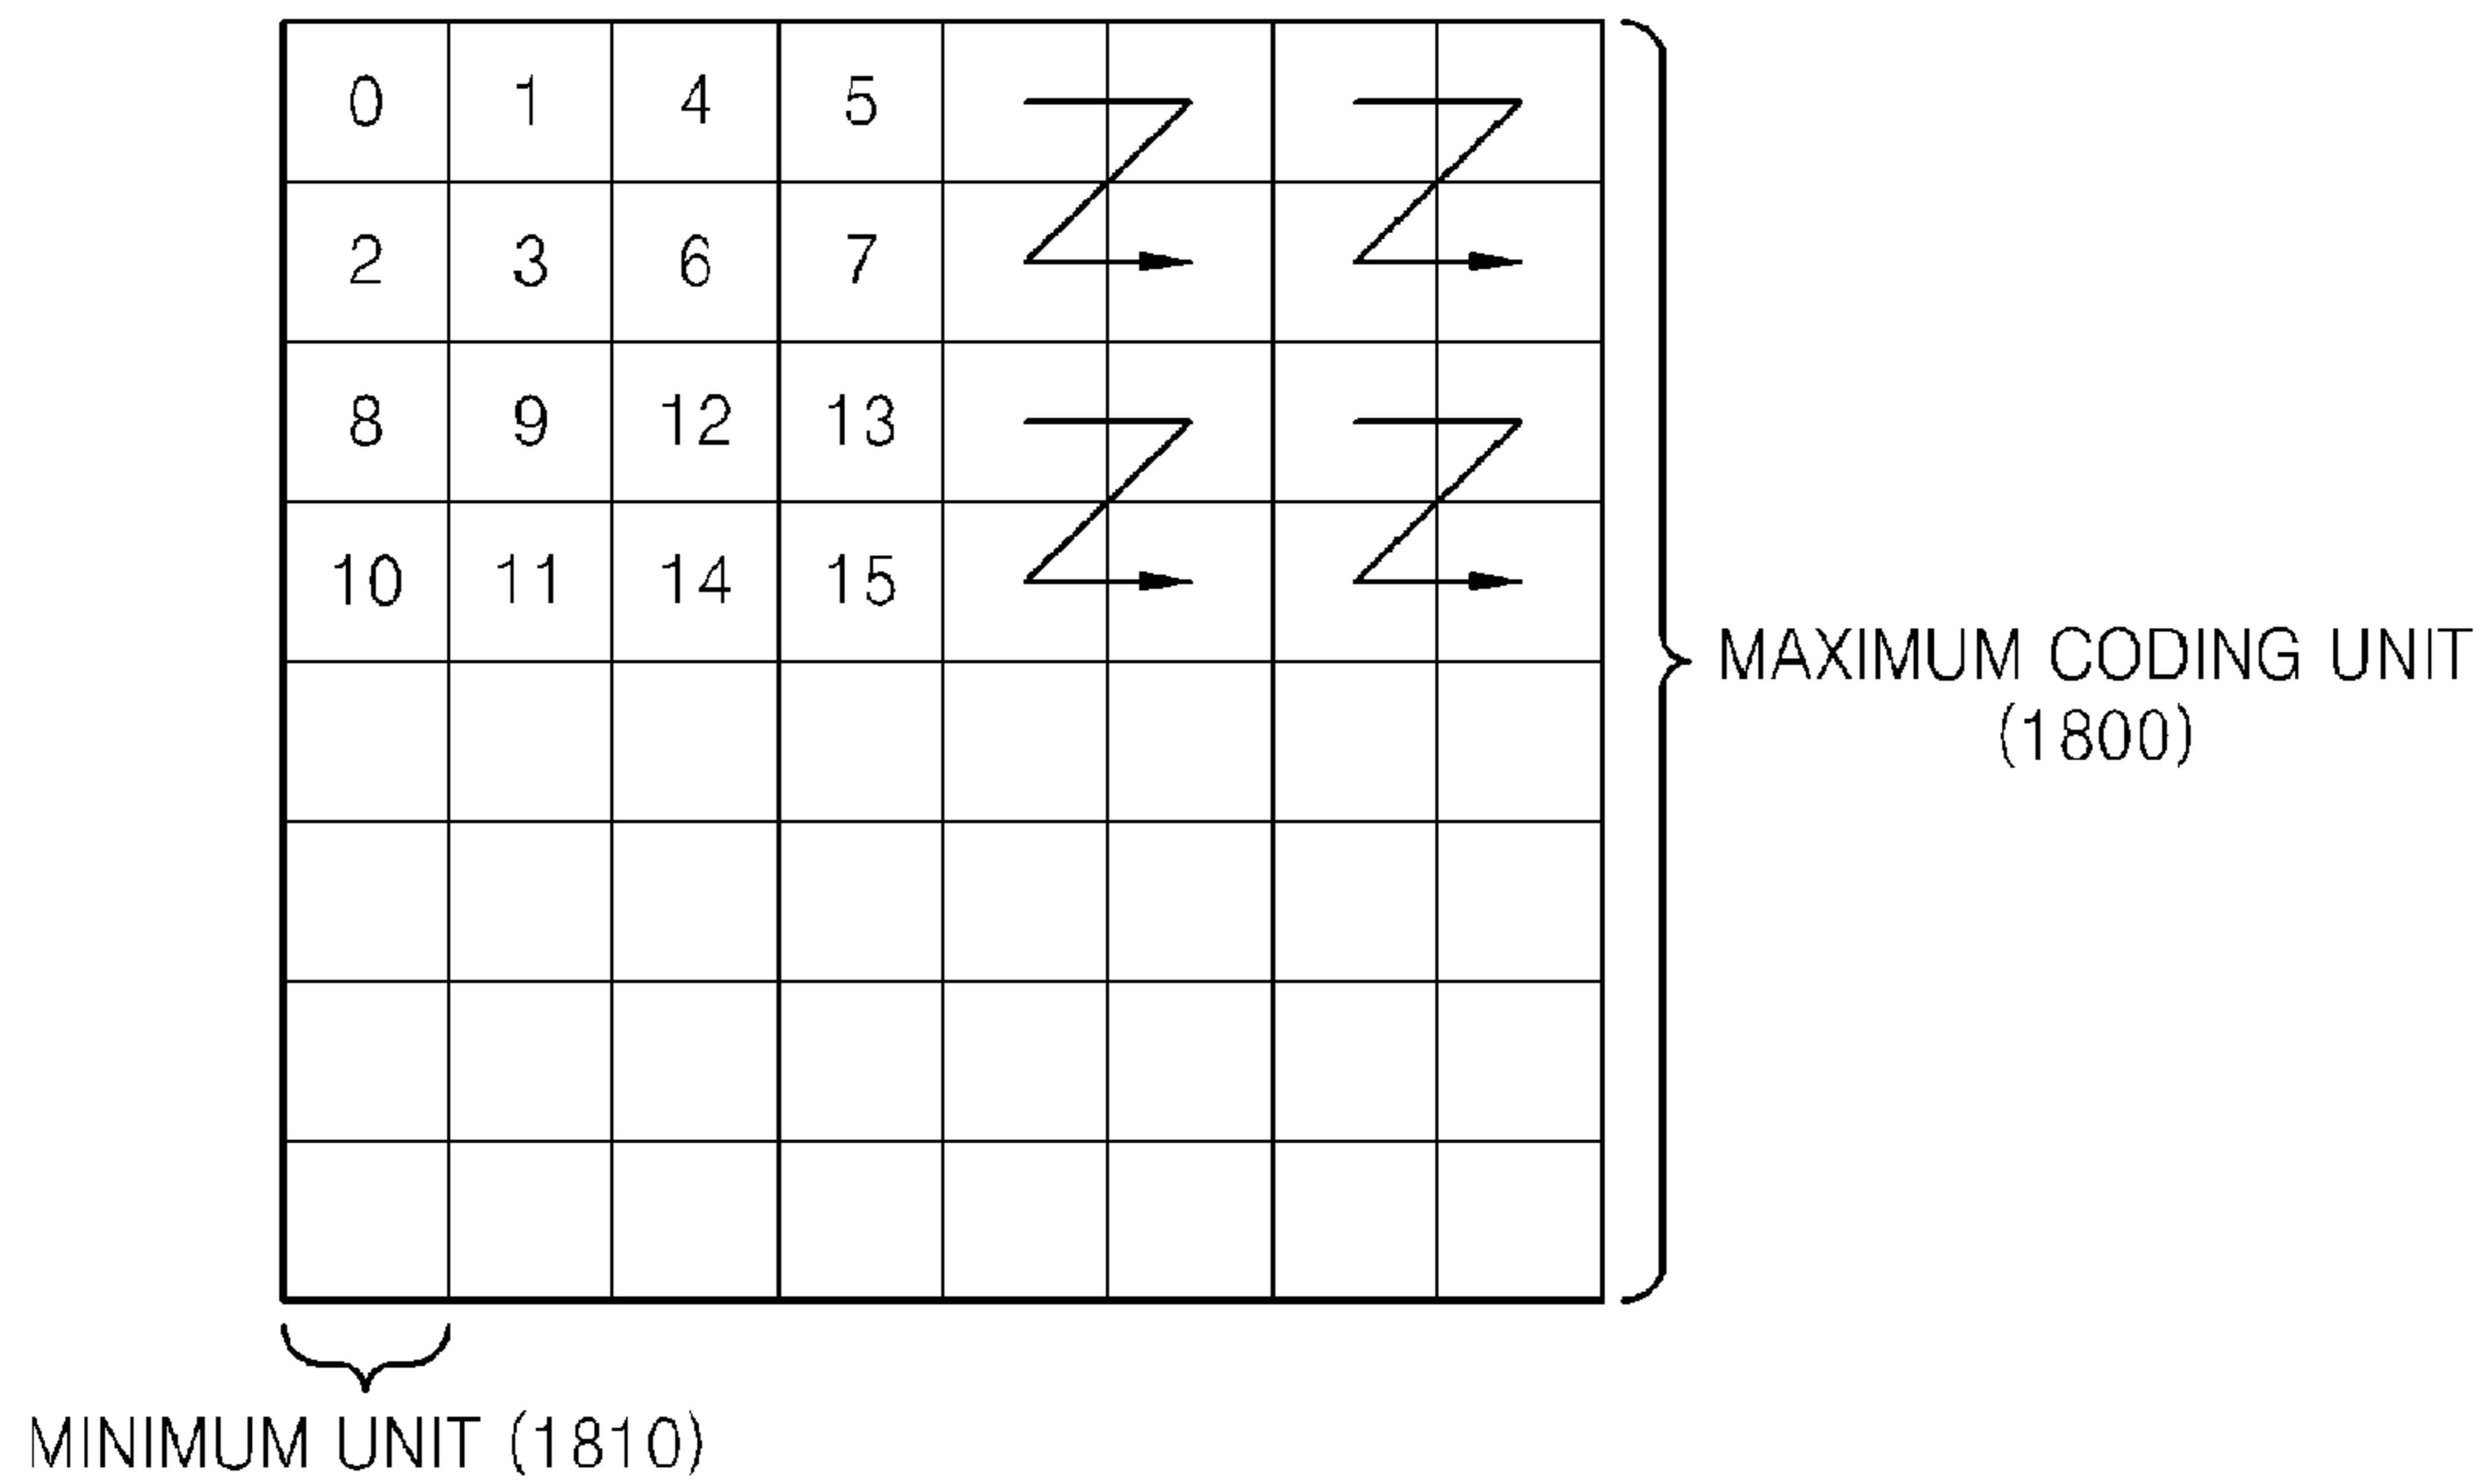 0 1 4 5
2 3 6 7
8 9 12 13
10 11 14 15
MAXIMUM CODING UNIT
(1800)
MINIMUM UNIT (1810)